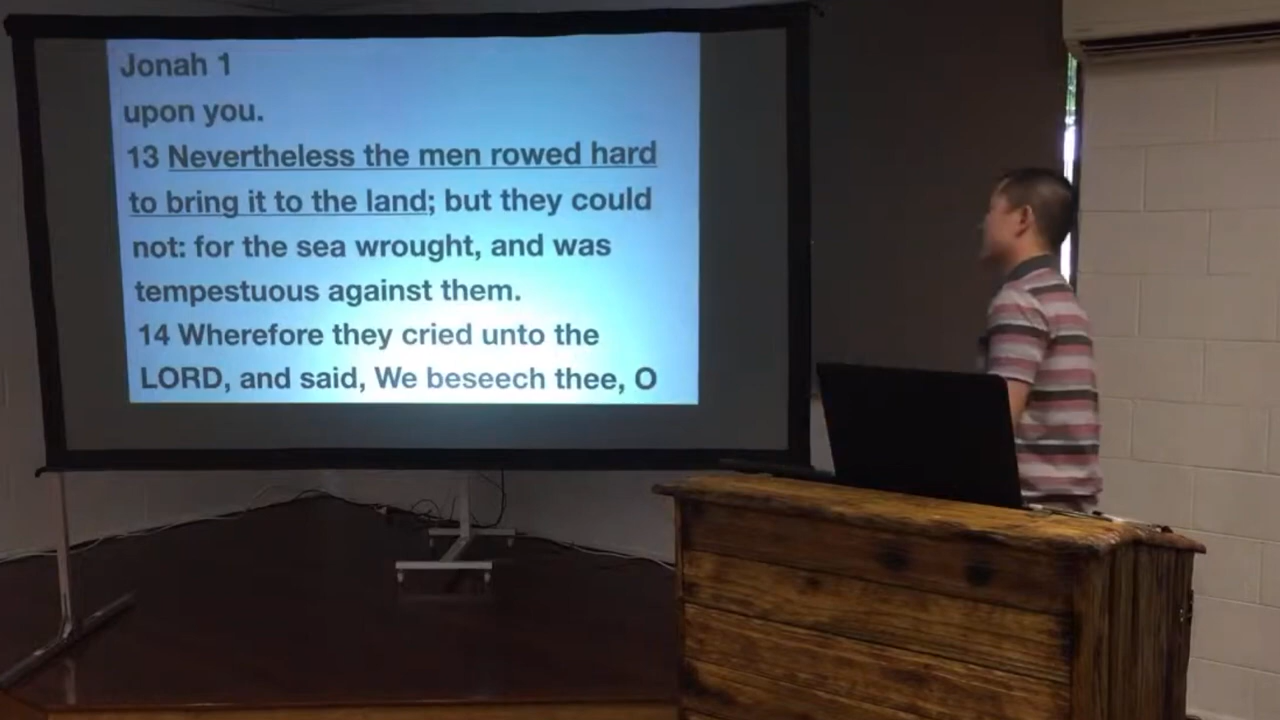 Jonah 1
upon you.
13 Nevertheless the men rowed hard
to bring it to the land; but they could
not: for the sea wrought, and was
tempestuous against them.
14 Wherefore they cried unto the
LORD, and said, We beseech thee, O